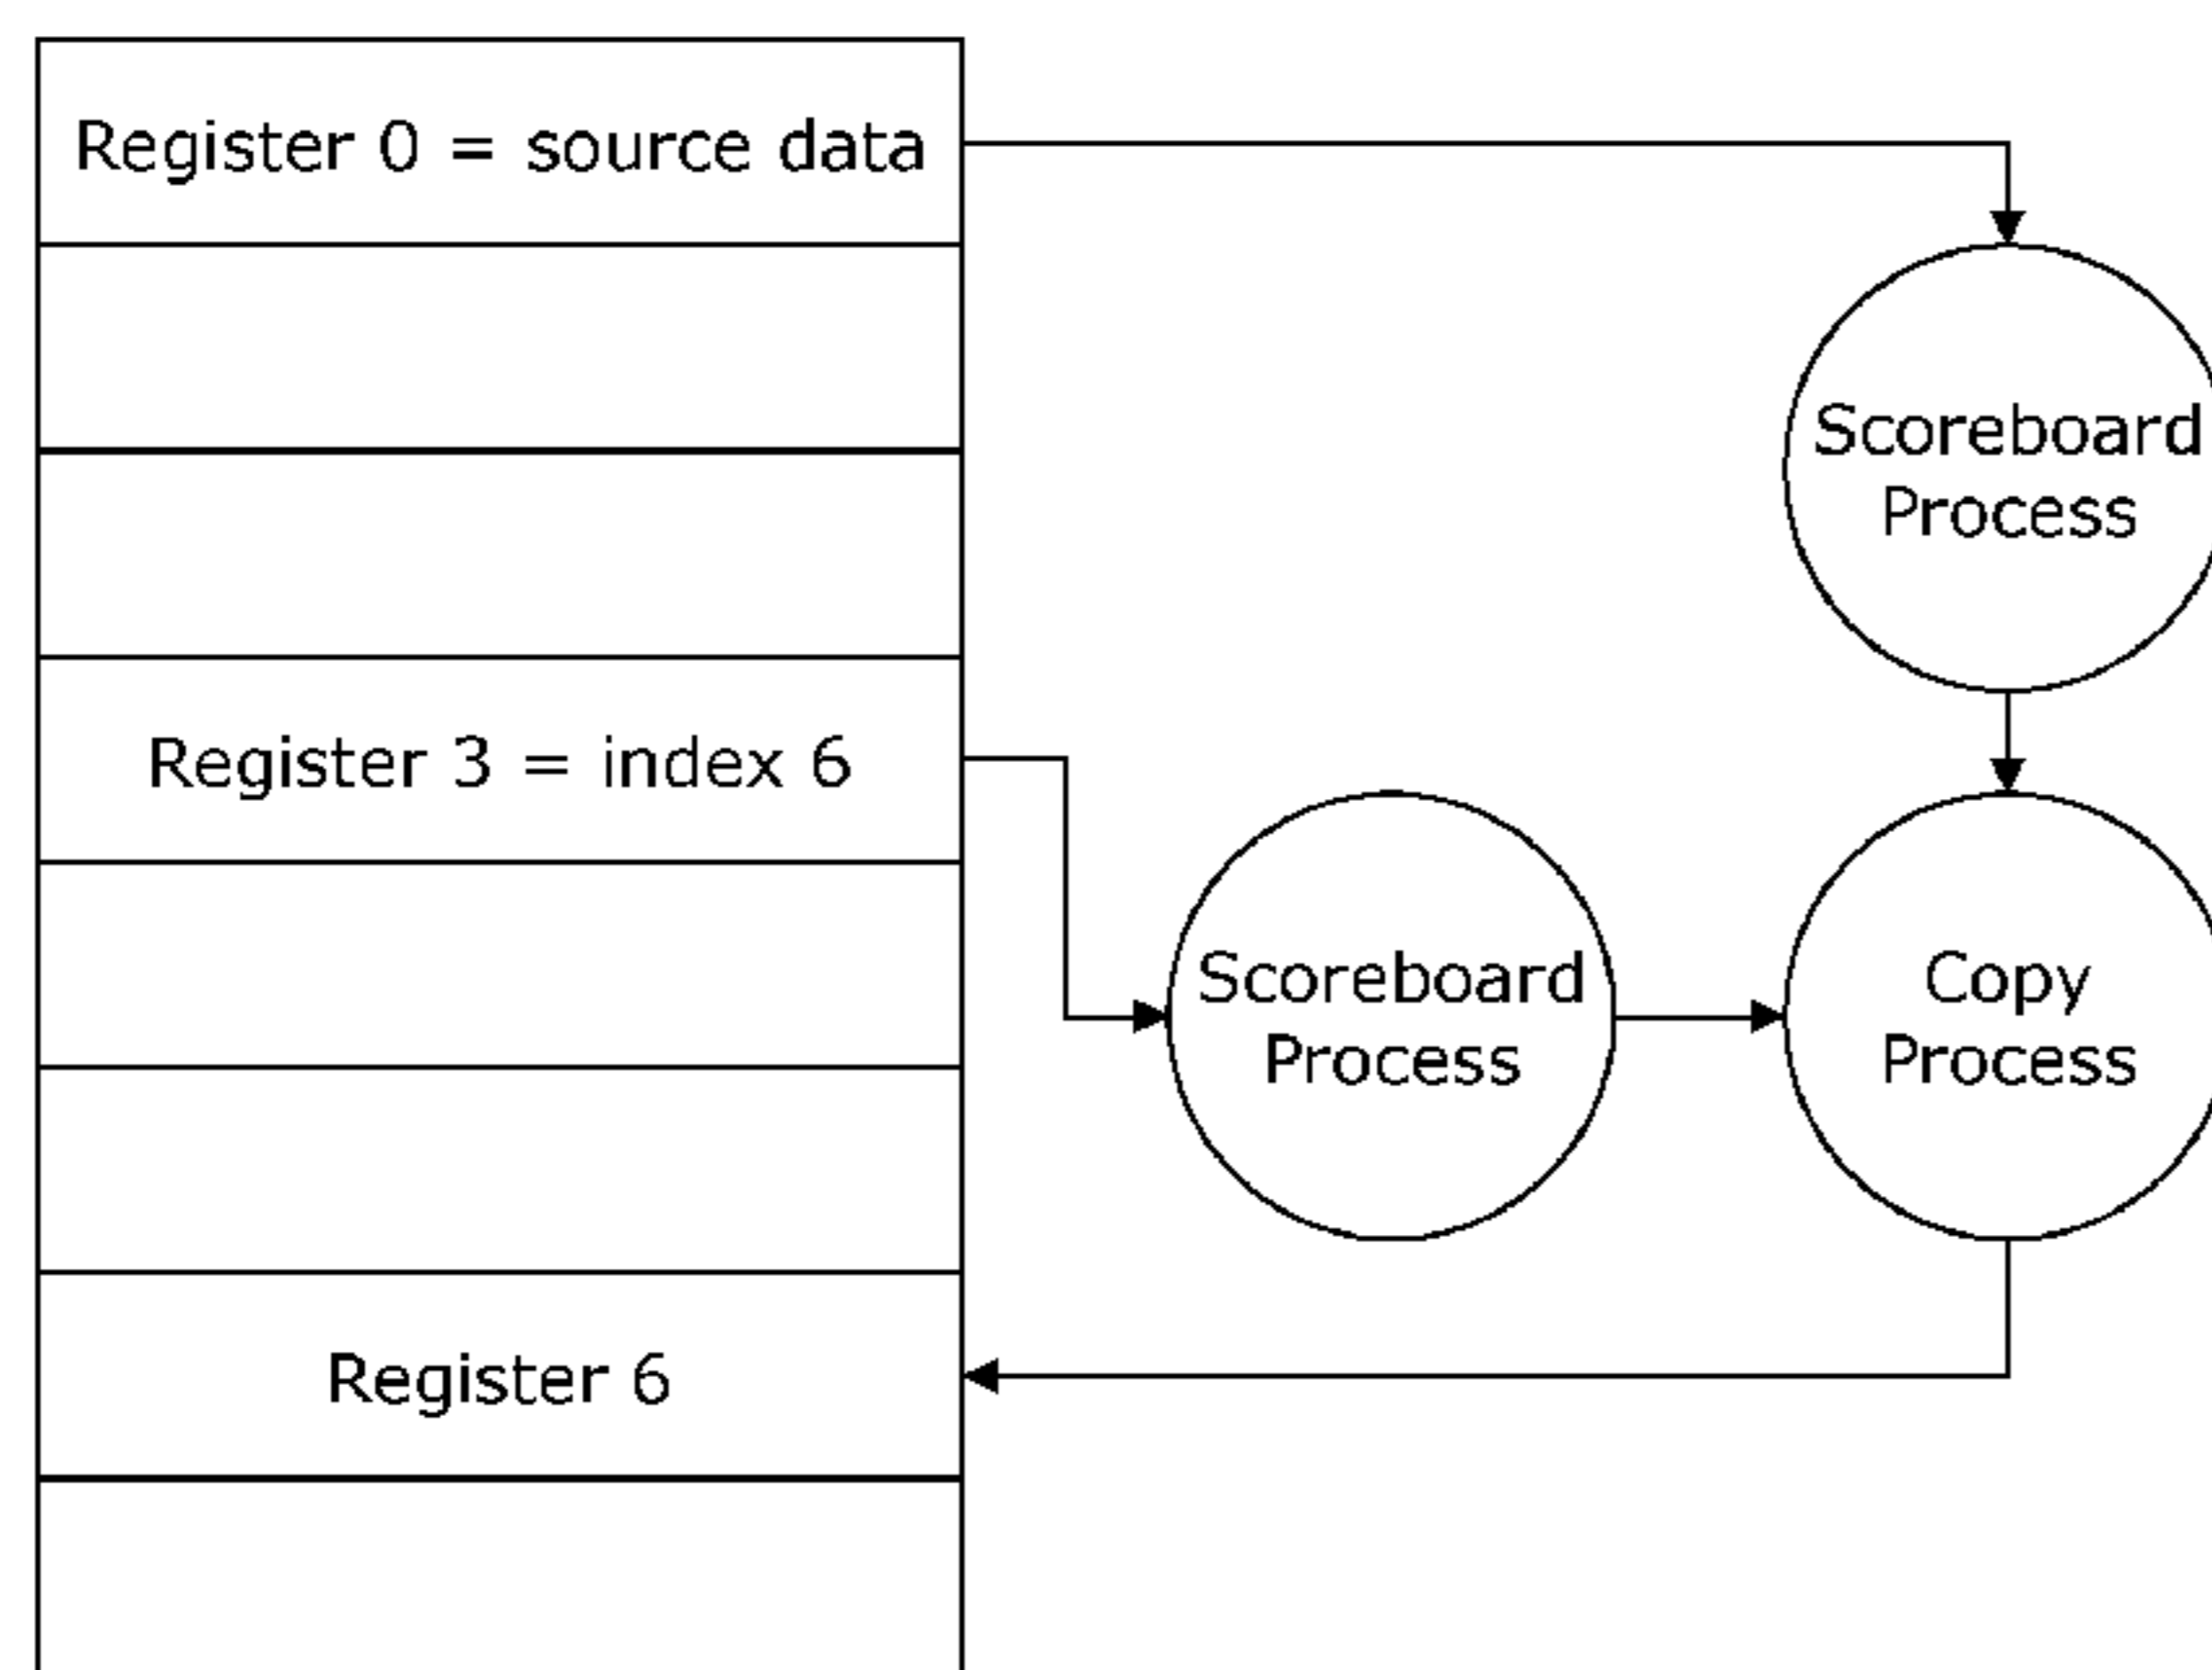 Register 0 = source data
Scoreboard
Process
Register 3 = index 6
Scoreboard
Process
Copy
Process
Register 6